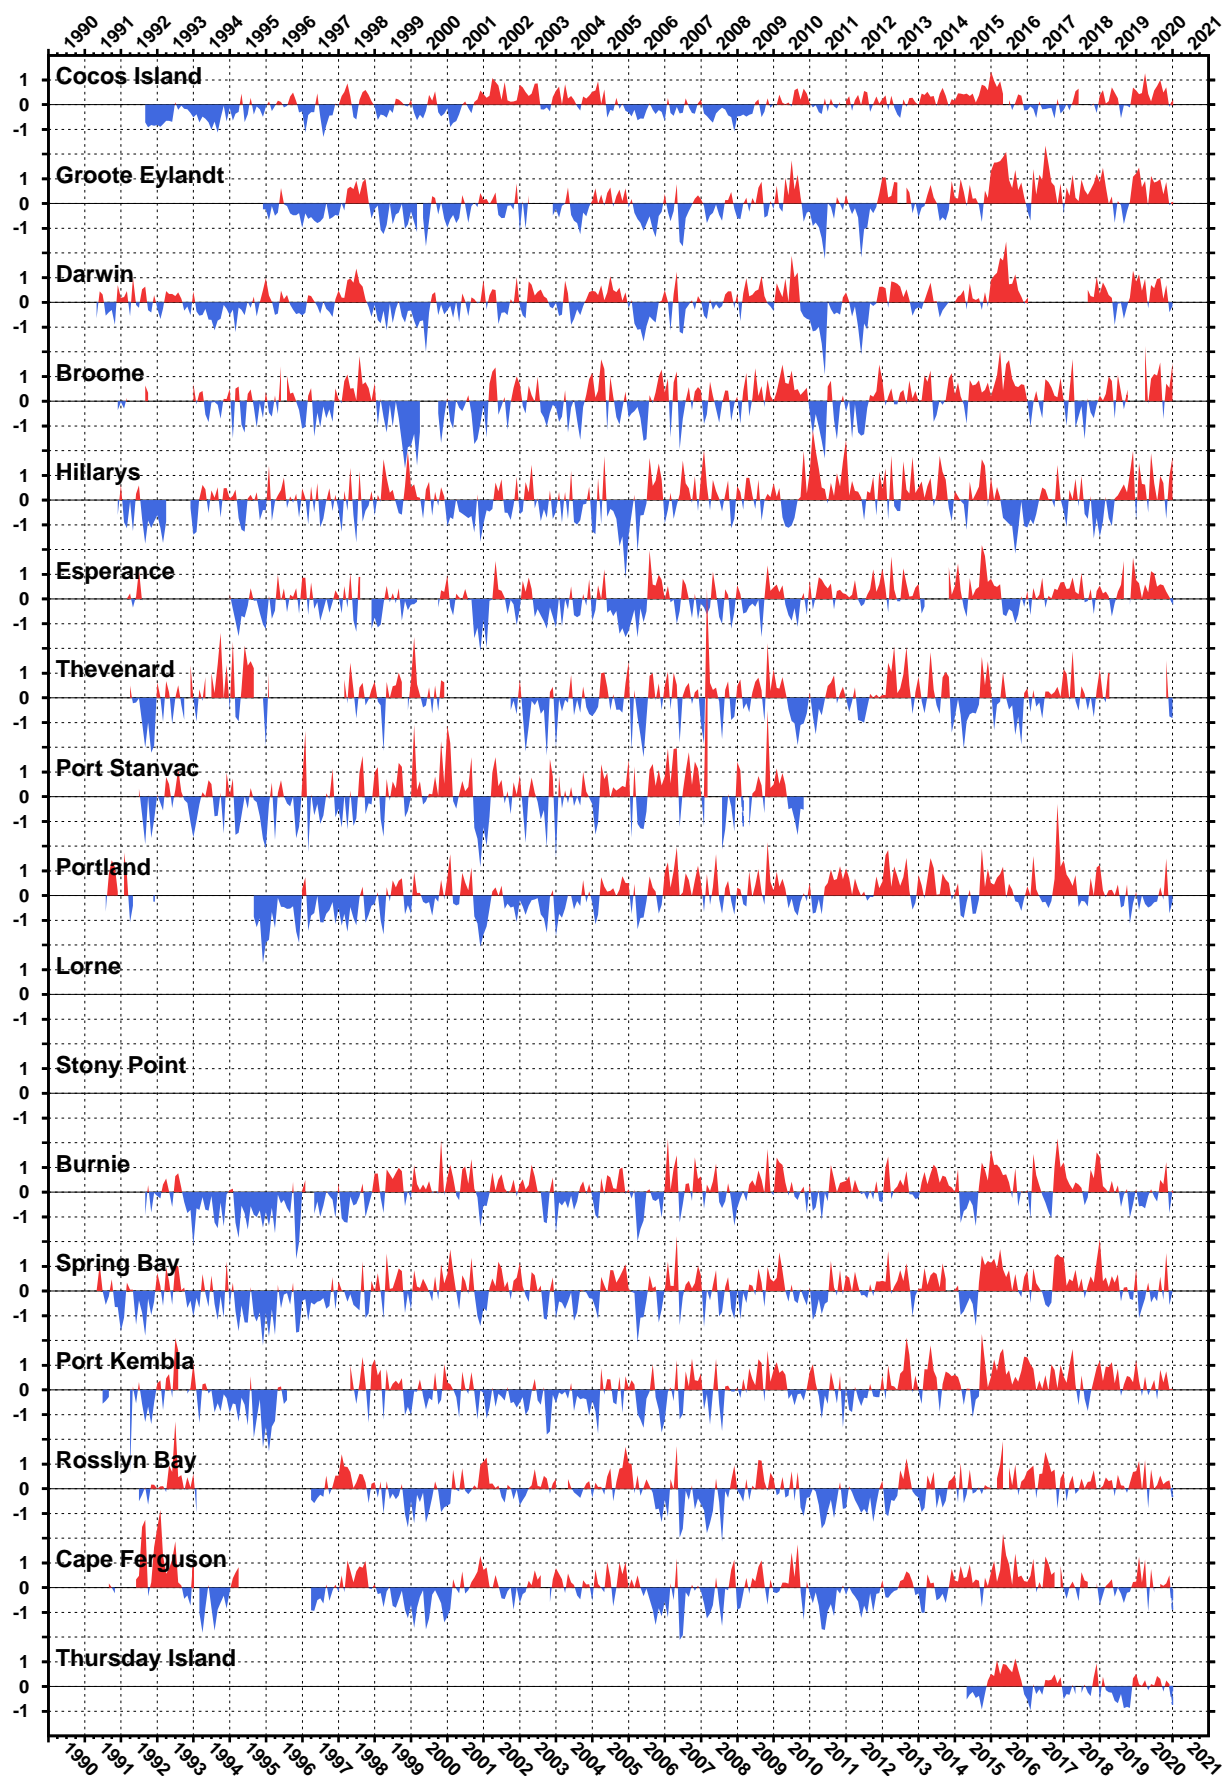 1990 1991 1992 1993 1994 1995 1996 1997 1998 1999 2000 2001 2002 2003 2004 2005 2006 2007 2008 2009 2010 2011 2012 2013 2014 2015 2016 2017 2018 2019 2020 2021
Cocos Island
1
0
-1
Groote Eylandt
1
0
-1
Darwin
1
0
-1
Broome
1
0
-1
Hillarys
1
0
-1
Esperance
1
0
-1
Thevenard
1
0
-1
Port Stanvac
1
0
-1
Portland
1
0
-1
Lorne
1
0
-1
Stony Point
1
0
-1
Burnie
1
0
-1
Spring Bay
1
0
-1
Port Kembla
1
0
-1
Rosslyn Bay
1
0
-1
Cape Ferguson
1
0
-1
Thursday Island
1
0
-1
1990 1991 1992 1993 1994 1995 1996 1997 1998 1999 2000 2001 2002 2003 2004 2005 2006 2007 2008 2009 2010 2011 2012 2013 2014 2015 2016 2017 2018 2019 2020 2021